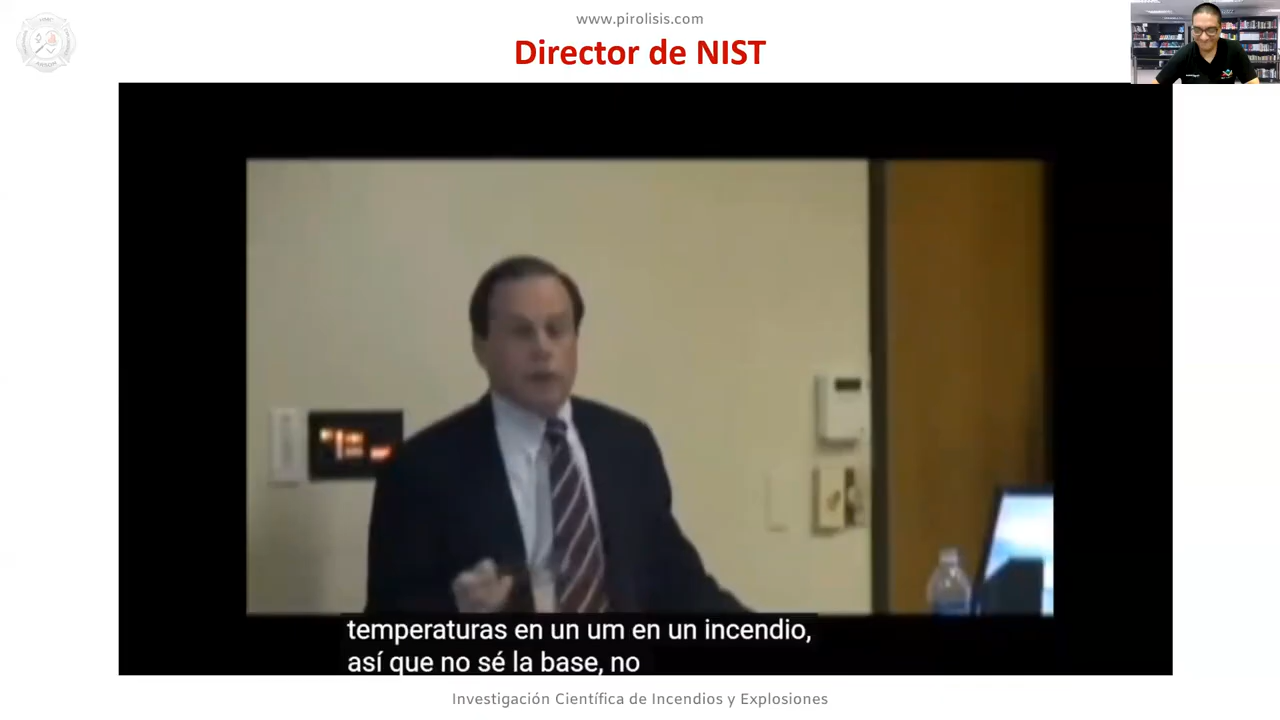 www.pirolisis.com
Director de NIST
temperaturas en un um en un incendio,
así que no sé la base, no
Investigación Científica de Incendios y Explosiones